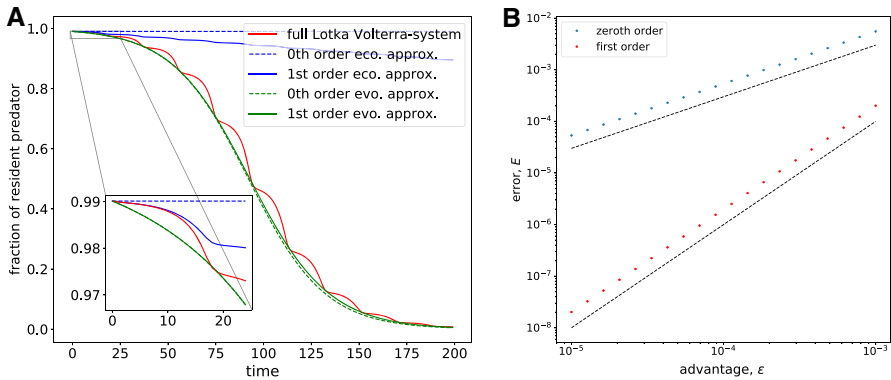 A
fraction of resident predator
1.0
0.8
0.6
0.4
0.2
0.0
0
25
50
75
100
125
150
175
200
time
full Lotka Volterra-system
0th order eco. approx.
1st order eco. approx.
0th order evo. approx.
1st order evo. approx.
0.99
0.98
0.97
0
10
20
B
error, E
10⁻²
10⁻³
10⁻⁴
10⁻⁵
10⁻⁶
10⁻⁷
10⁻⁸
10⁻⁵
10⁻⁴
10⁻³
advantage, ε
zeroth order
first order